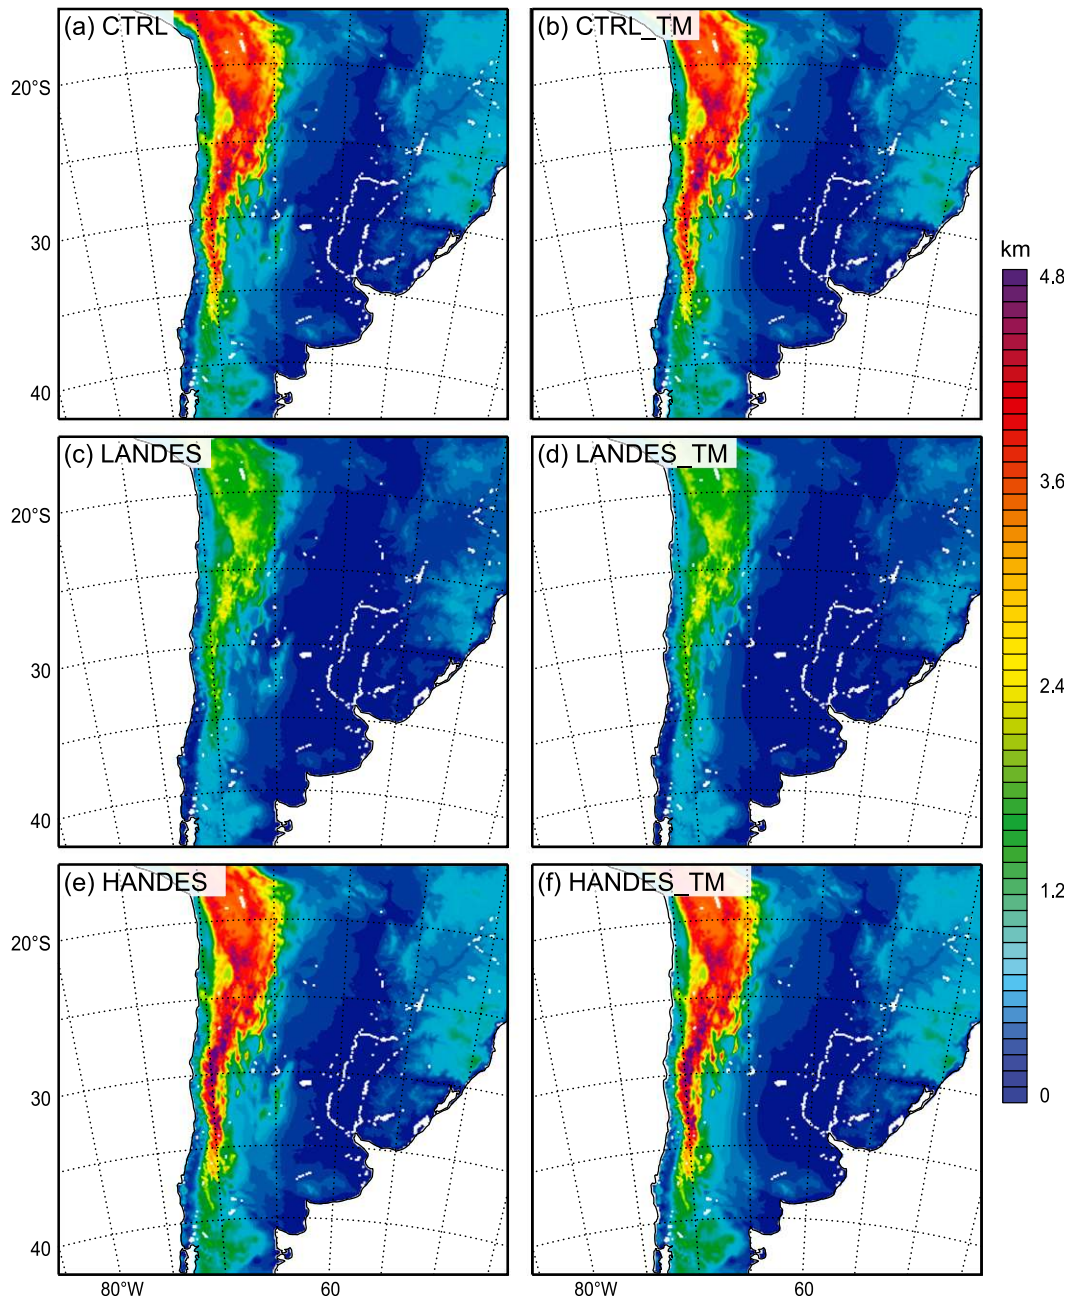 (a) CTRL
(b) CTRL_TM
20°S
30
40
km
4.8
3.6
2.4
1.2
0
(c) LANDES
(d) LANDES_TM
20°S
30
40
(e) HANDES
(f) HANDES_TM
20°S
30
40
80°W
60
80°W
60